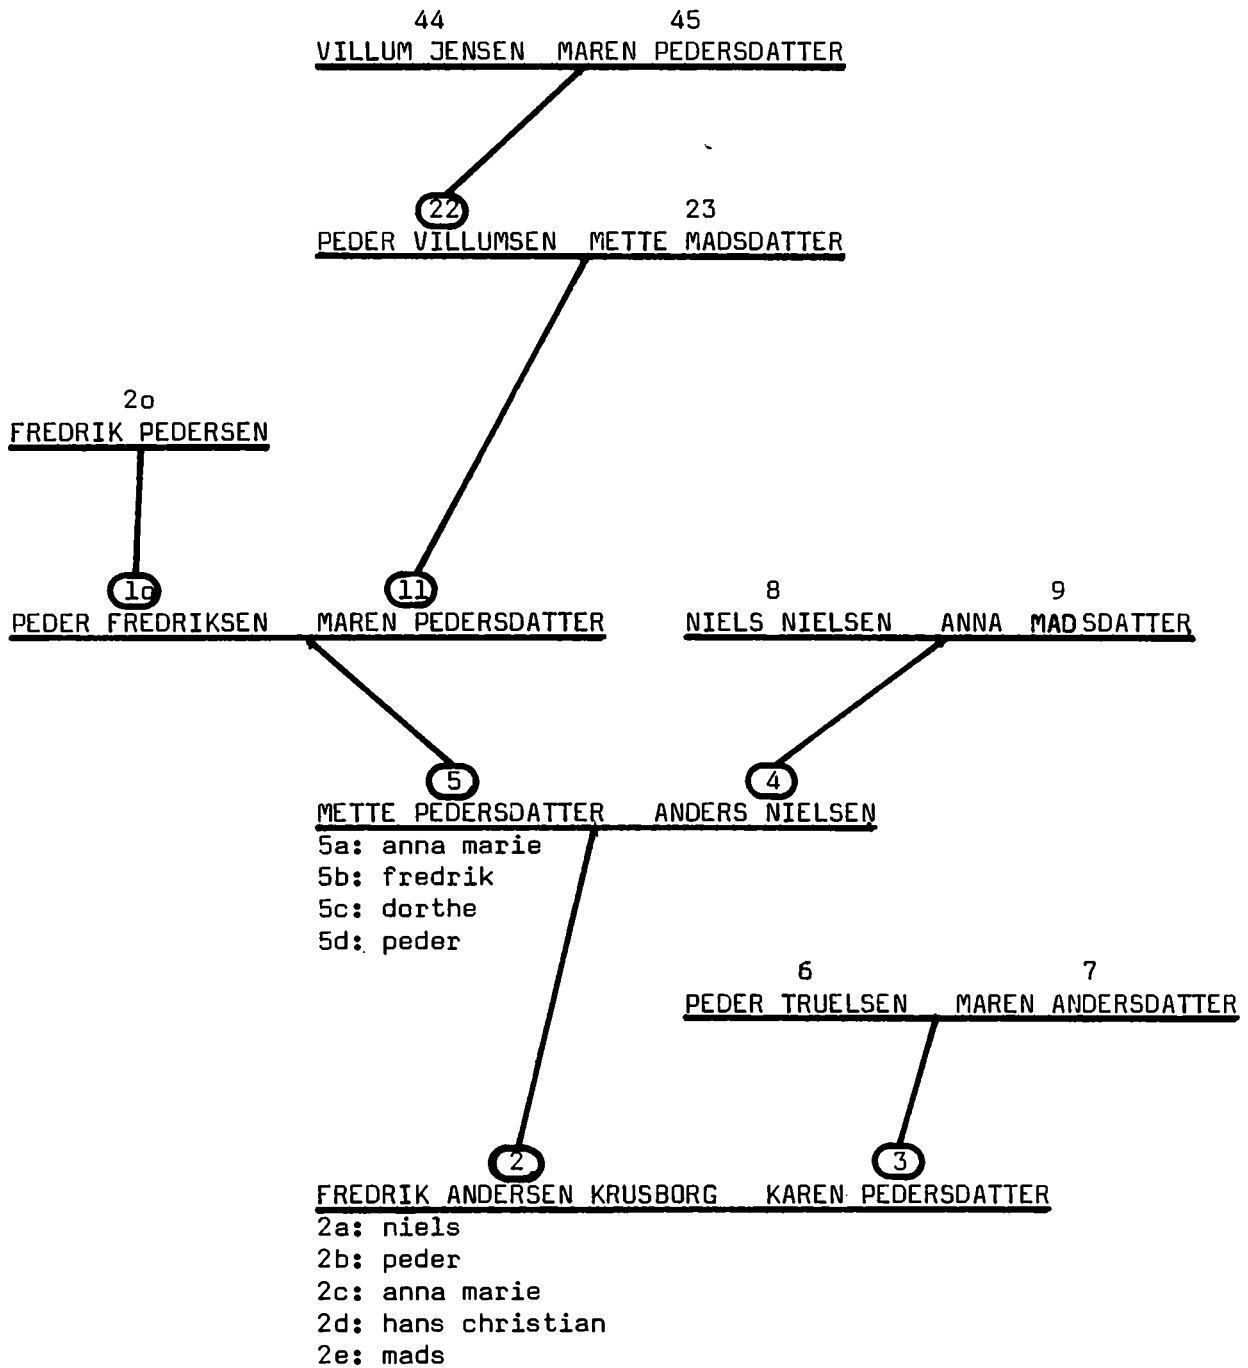 44 45
VILLUM JENSEN MAREN PEDERSDATTER
22 23
PEDER VILLUMSEN METTE MADSDATTER
2o
FREDRIK PEDERSEN
1o 11 8 9
PEDER FREDRIKSEN MAREN PEDERSDATTER NIELS NIELSEN ANNA MADSDATTER
5 4
METTE PEDERSDATTER ANDERS NIELSEN
5a: anna marie
5b: fredrik
5c: dorthe
5d: peder
6 7
PEDER TRUELSEN MAREN ANDERSDATTER
2 3
FREDRIK ANDERSEN KRUSBORG KAREN PEDERSDATTER
2a: niels
2b: peder
2c: anna marie
2d: hans christian
2e: mads